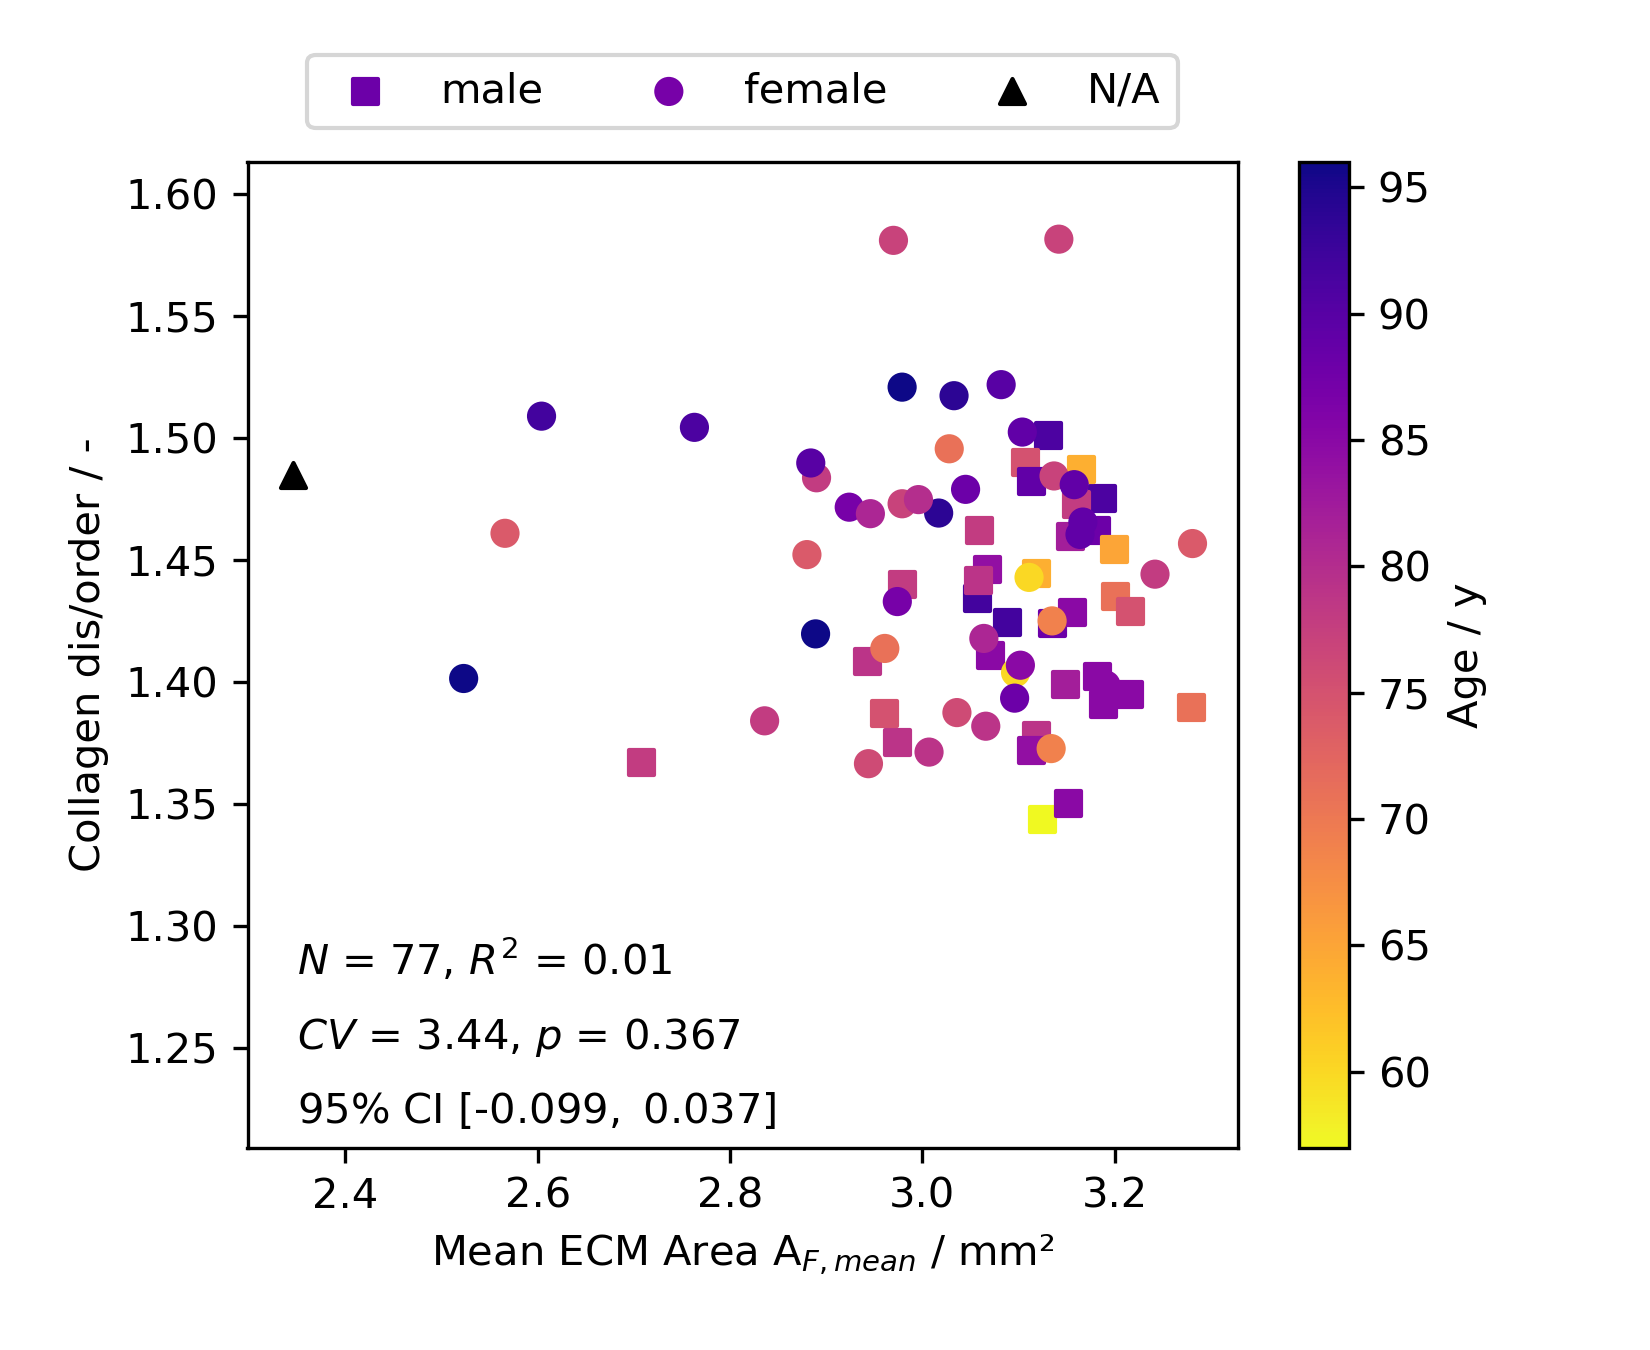 male female N/A
1.60
1.55
1.50
1.45
1.40
1.35
1.30
1.25
Collagen dis/order / -
N = 77, R² = 0.01
CV = 3.44, p = 0.367
95% CI [-0.099, 0.037]
2.4 2.6 2.8 3.0 3.2
Mean ECM Area A_F,mean / mm²
95
90
85
80
75
70
65
60
Age / y